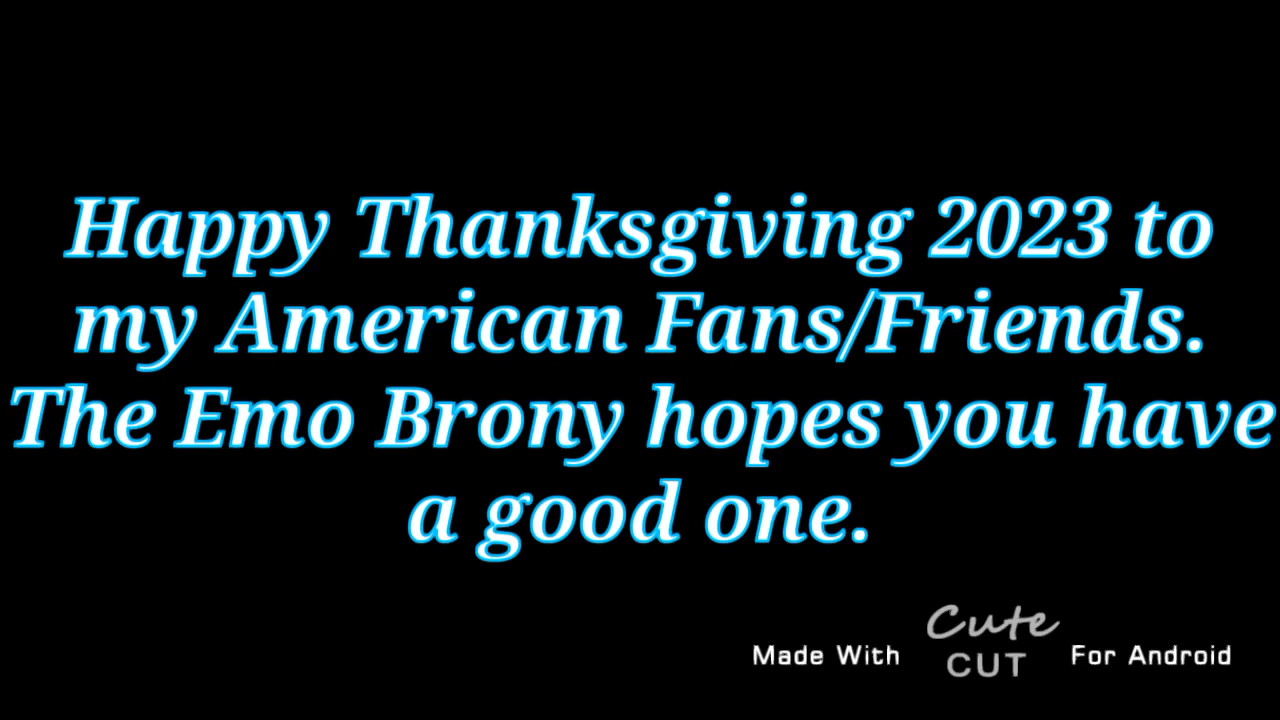 Happy Thanksgiving 2023 to
my American Fans/Friends.
The Emo Brony hopes you have
a good one.
Made With Cute CUT For Android